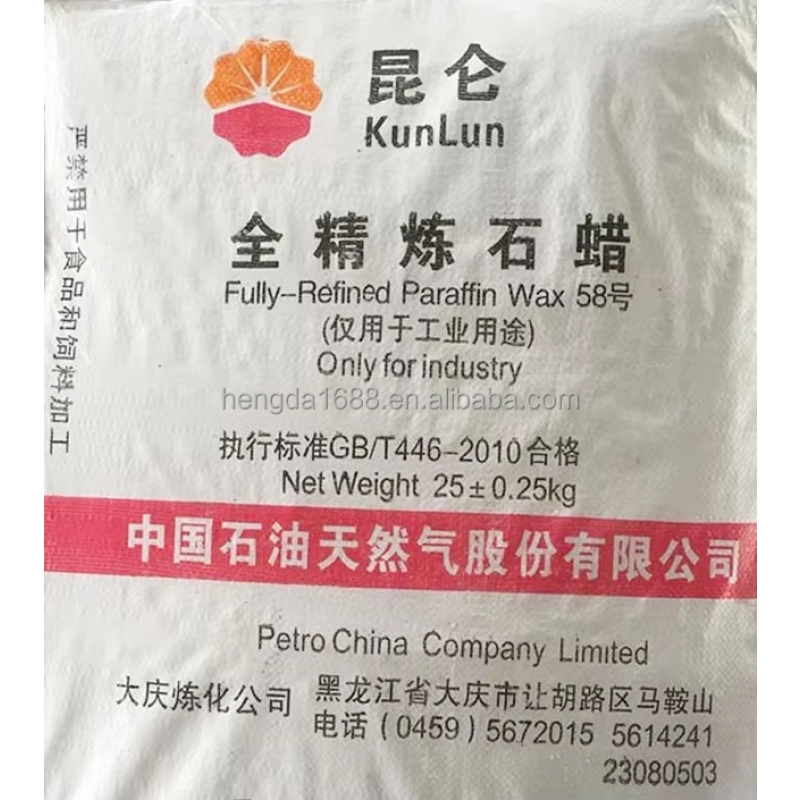 昆仑
KunLun
全精炼石蜡
Fully-Refined Paraffin Wax 58号
(仅用于工业用途)
Only for industry
hengda1688.en.alibaba.com
执行标准GB/T446-2010合格
Net Weight 25±0.25kg
严禁用于食品和饲料加工
中国石油天然气股份有限公司
Petro China Company Limited
大庆炼化公司 黑龙江省大庆市让胡路区马鞍山
电话(0459)5672015 5614241
23080503